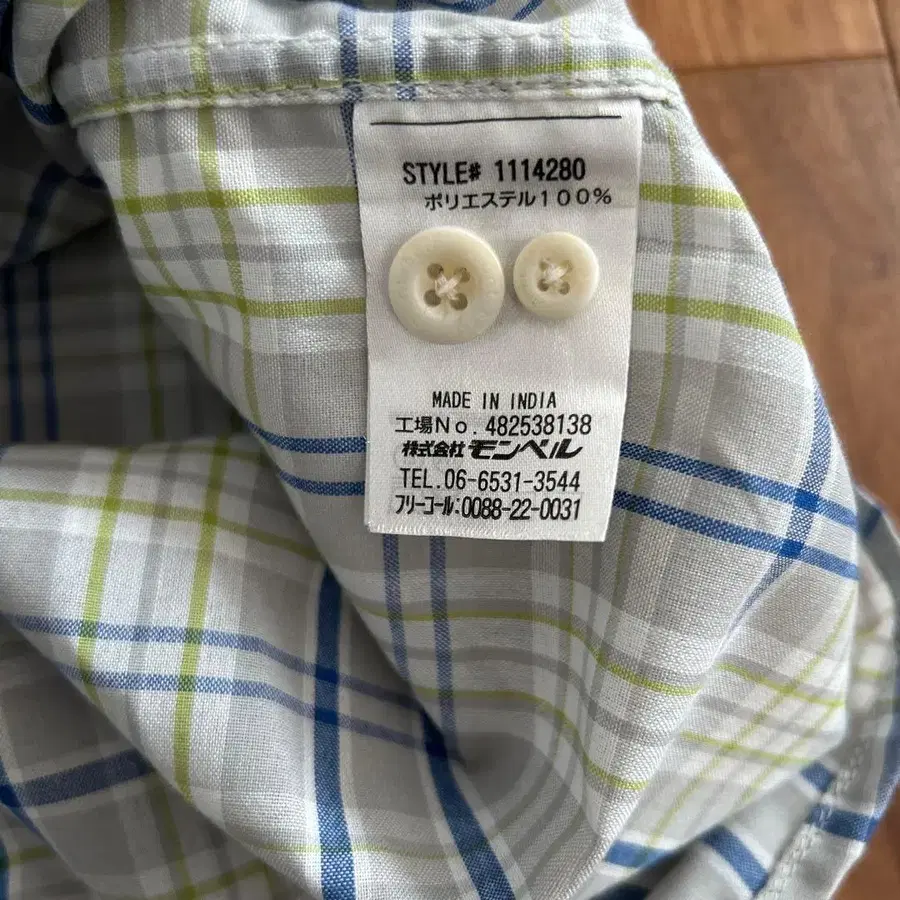 STYLE# 1114280
ポリエステル100%
MADE IN INDIA
工場No. 482538138
株式会社 モンベル
TEL.06-6531-3544
フリーコール:0088-22-0031